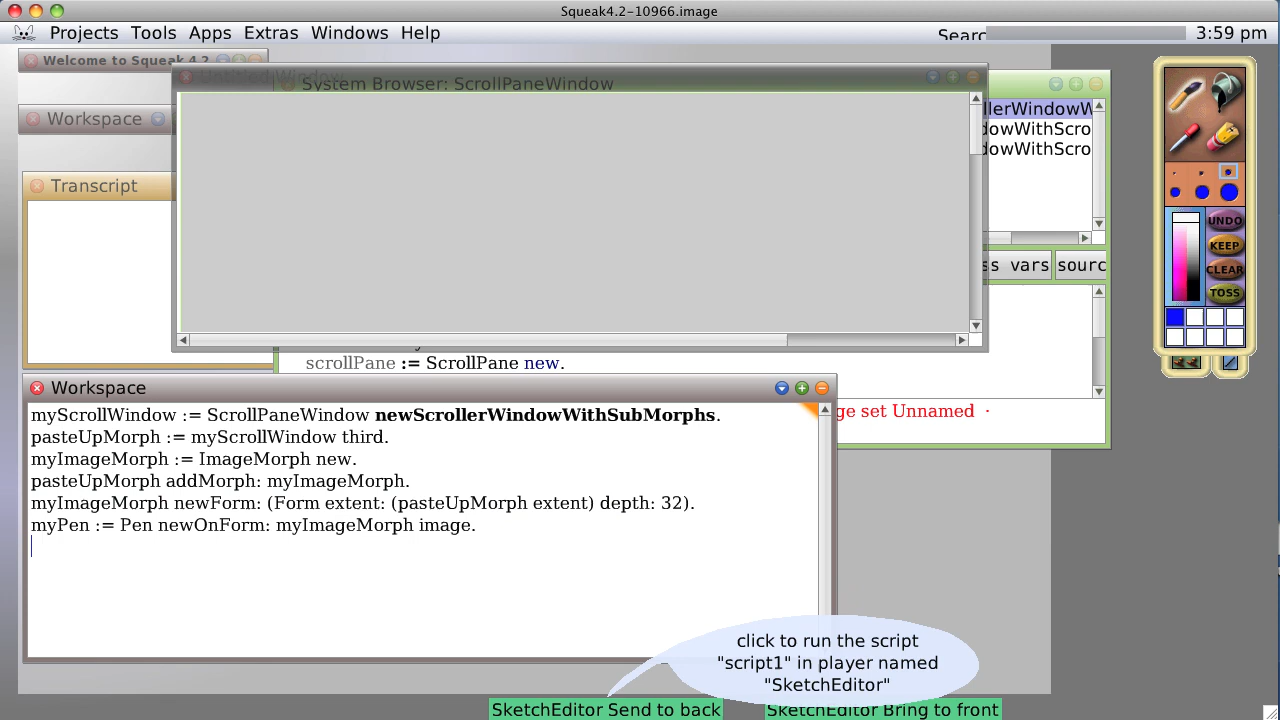 Squeak4.2-10966.image
Projects Tools Apps Extras Windows Help
Searc
3:59 pm
Welcome to Squeak 4.2
System Browser: ScrollPaneWindow
Workspace
Transcript
llerWindowW
dowWithScro
dowWithScro
ss vars
sourc
UNDO
KEEP
CLEAR
TOSS
scrollPane := ScrollPane new.
Workspace
myScrollWindow := ScrollPaneWindow newScrollerWindowWithSubMorphs.
ge set Unnamed ·
pasteUpMorph := myScrollWindow third.
myImageMorph := ImageMorph new.
pasteUpMorph addMorph: myImageMorph.
myImageMorph newForm: (Form extent: (pasteUpMorph extent) depth: 32).
myPen := Pen newOnForm: myImageMorph image.
click to run the script
"script1" in player named
"SketchEditor"
SketchEditor Send to back
SketchEditor Bring to front